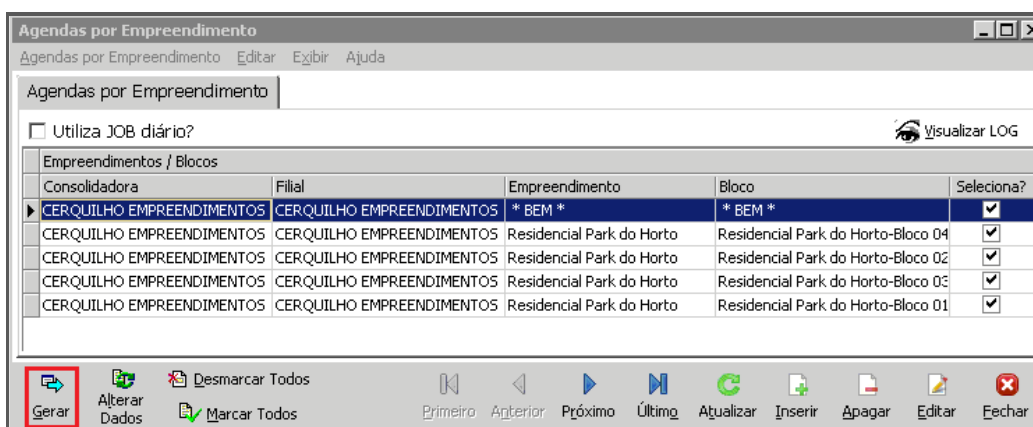 Agendas por Empreendimento
Agendas por Empreendimento Editar Exibir Ajuda
Agendas por Empreendimento
Utiliza JOB diário? Visualizar LOG
Empreendimentos / Blocos
Consolidadora Filial Empreendimento Bloco Seleciona?
CERQUILHO EMPREENDIMENTOS CERQUILHO EMPREENDIMENTOS * BEM * * BEM *
CERQUILHO EMPREENDIMENTOS CERQUILHO EMPREENDIMENTOS Residencial Park do Horto Residencial Park do Horto-Bloco 04
CERQUILHO EMPREENDIMENTOS CERQUILHO EMPREENDIMENTOS Residencial Park do Horto Residencial Park do Horto-Bloco 02
CERQUILHO EMPREENDIMENTOS CERQUILHO EMPREENDIMENTOS Residencial Park do Horto Residencial Park do Horto-Bloco 03
CERQUILHO EMPREENDIMENTOS CERQUILHO EMPREENDIMENTOS Residencial Park do Horto Residencial Park do Horto-Bloco 01
Gerar Alterar Dados Desmarcar Todos Marcar Todos Primeiro Anterior Próximo Último Atualizar Inserir Apagar Editar Fechar